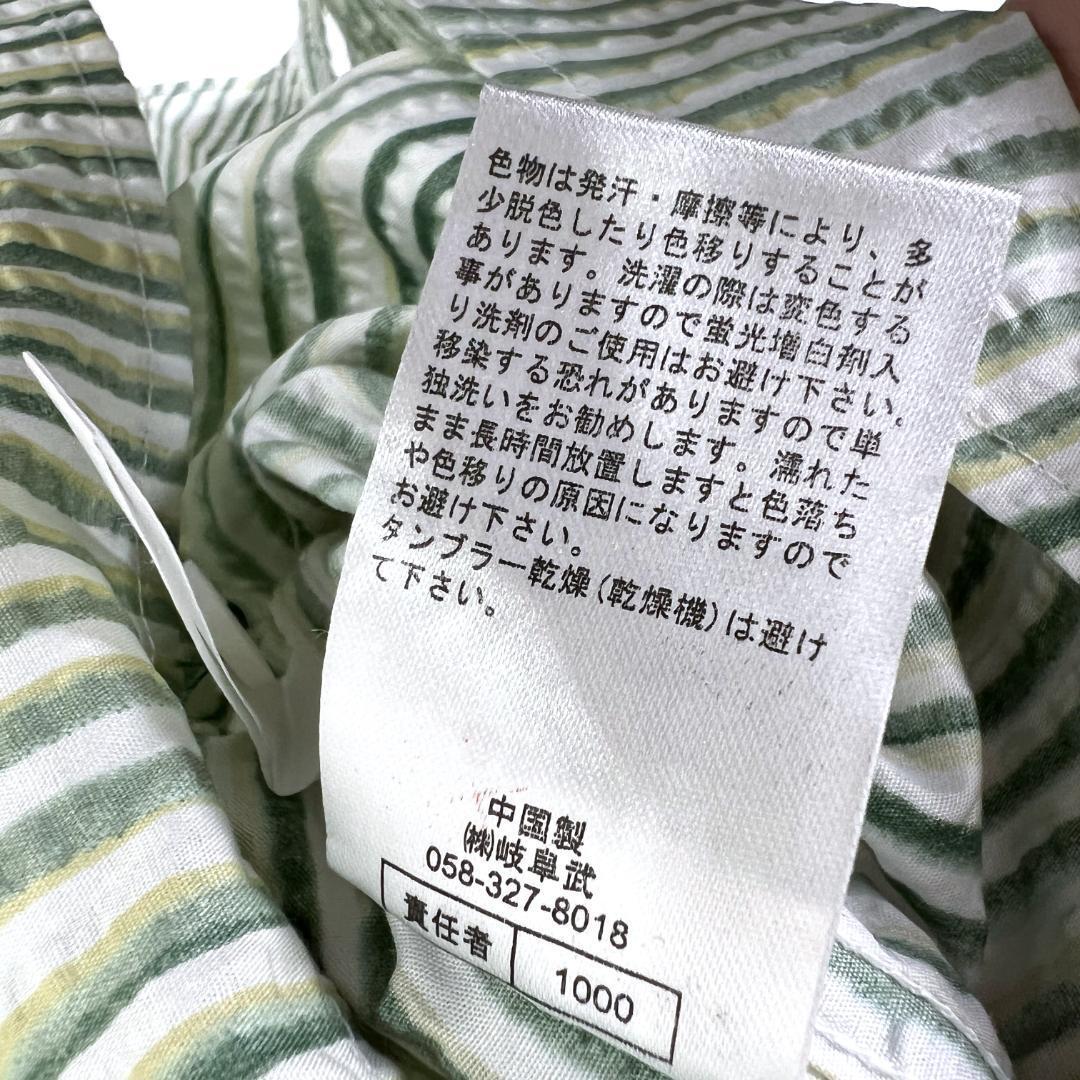 色物は発汗・摩擦等により、多
少脱色したり色移りすることが
あります。洗濯の際は変色する
事がありますので蛍光増白剤入
り洗剤のご使用はお避け下さい。
移染する恐れがありますので単
独洗いをお勧めします。濡れた
まま長時間放置しますと色落ち
や色移りの原因になりますので
お避け下さい。
タンブラー乾燥(乾燥機)は避け
て下さい。
中国製
㈱岐阜武
058-327-8018
責任者
1000